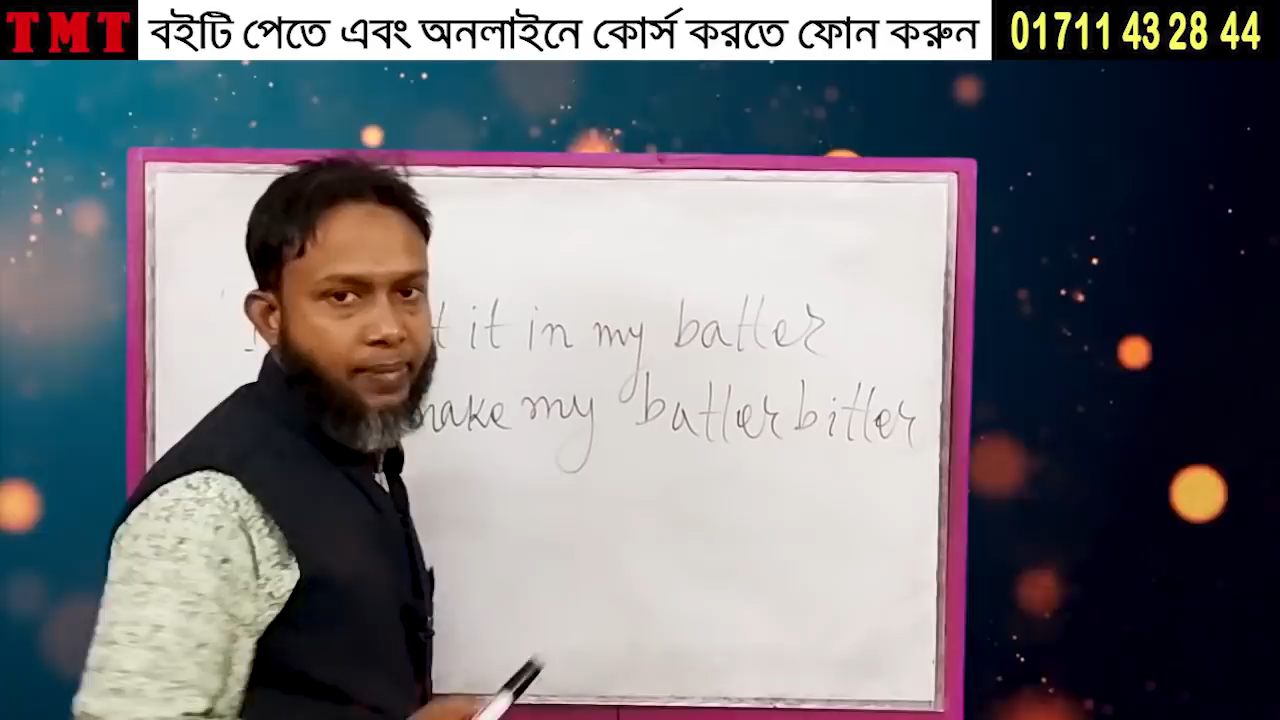 TMT বইটি পেতে এবং অনলাইনে কোর্স করতে ফোন করুন 01711 43 28 44
it in my batter
make my batter bitter